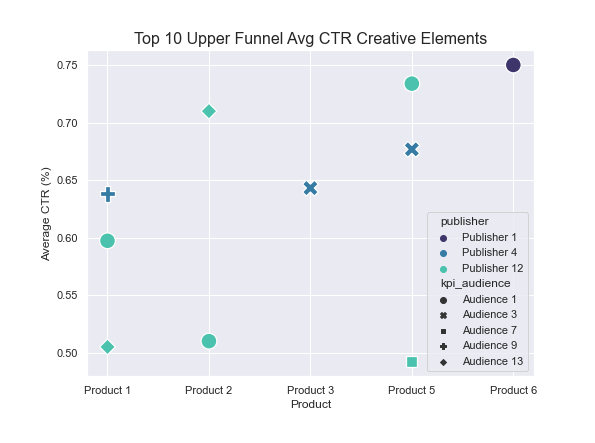 Top 10 Upper Funnel Avg CTR Creative Elements
0.75
0.70
0.65
0.60
0.55
0.50
Average CTR (%)
publisher
Publisher 1
Publisher 4
Publisher 12
kpi_audience
Audience 1
Audience 3
Audience 7
Audience 9
Audience 13
Product 1 Product 2 Product 3 Product 5 Product 6
Product